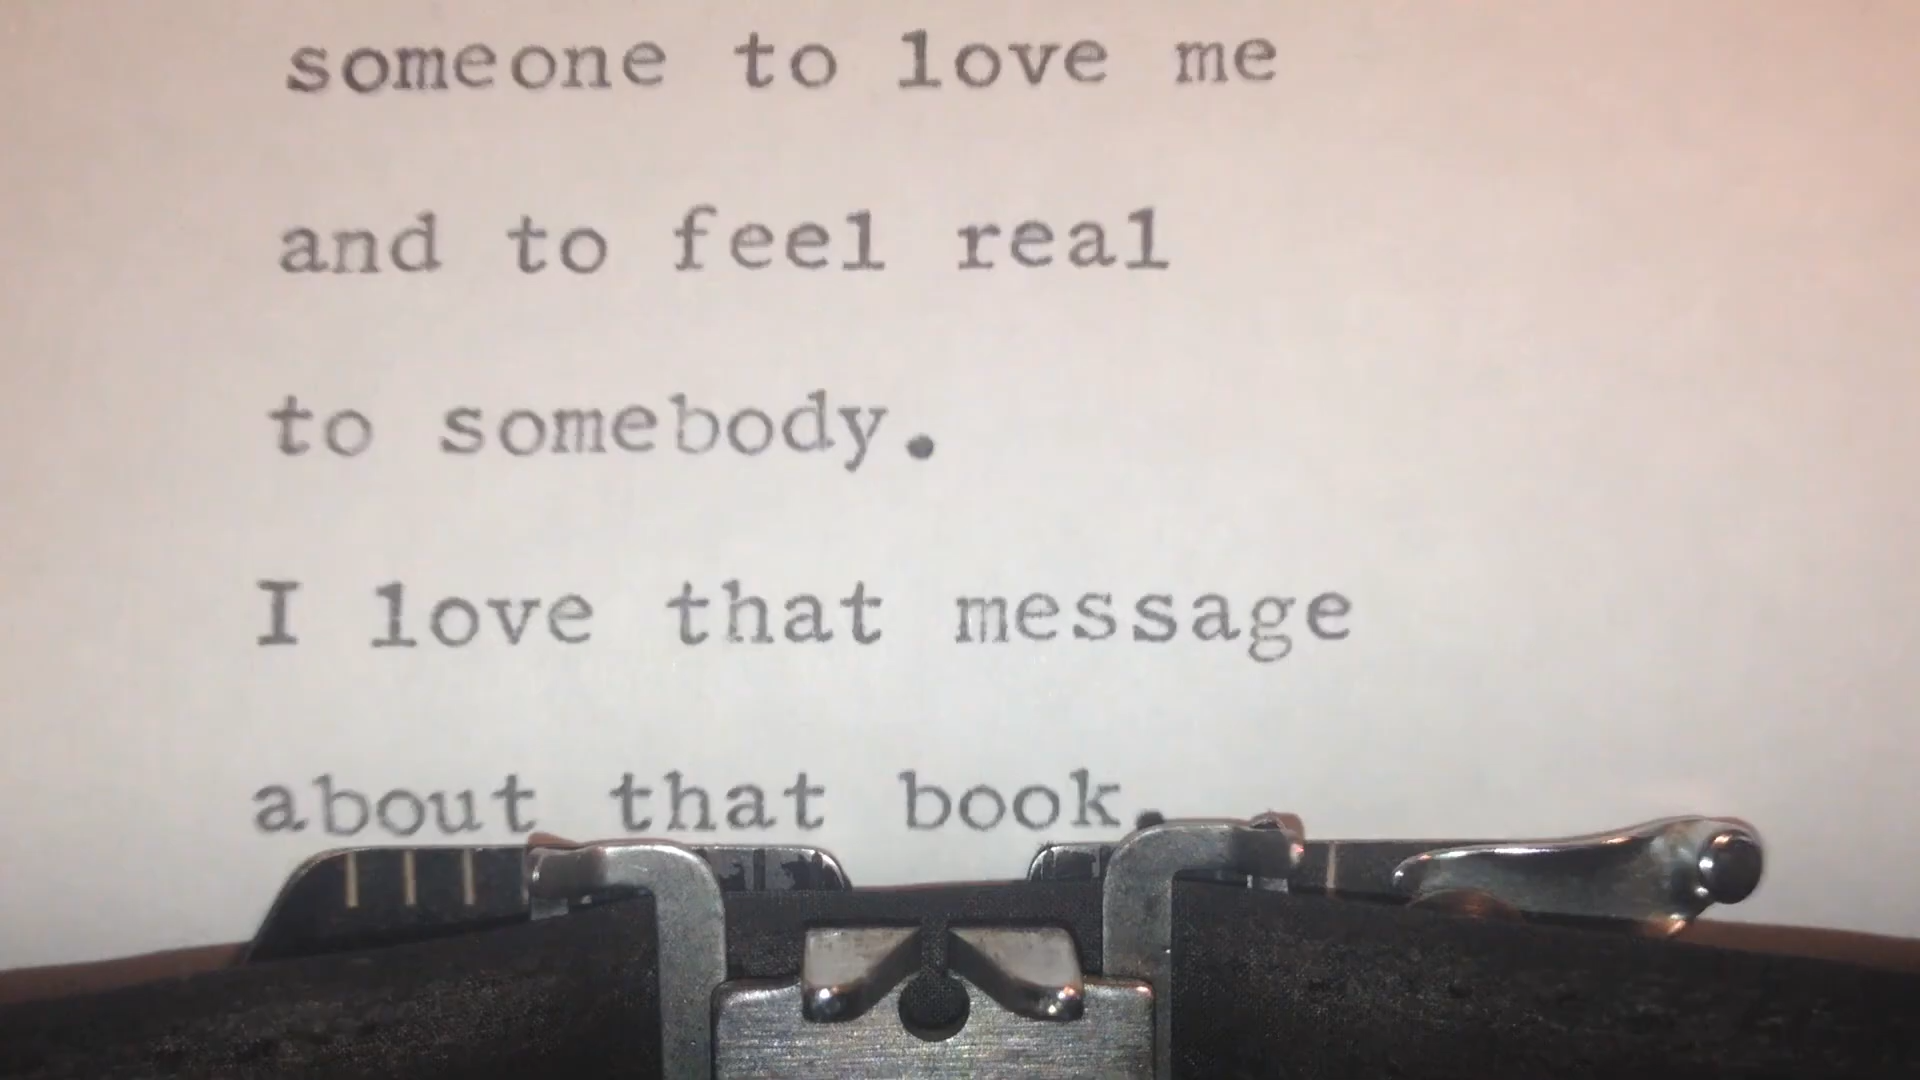 someone to love me
and to feel real
to somebody.
I love that message
about that book.